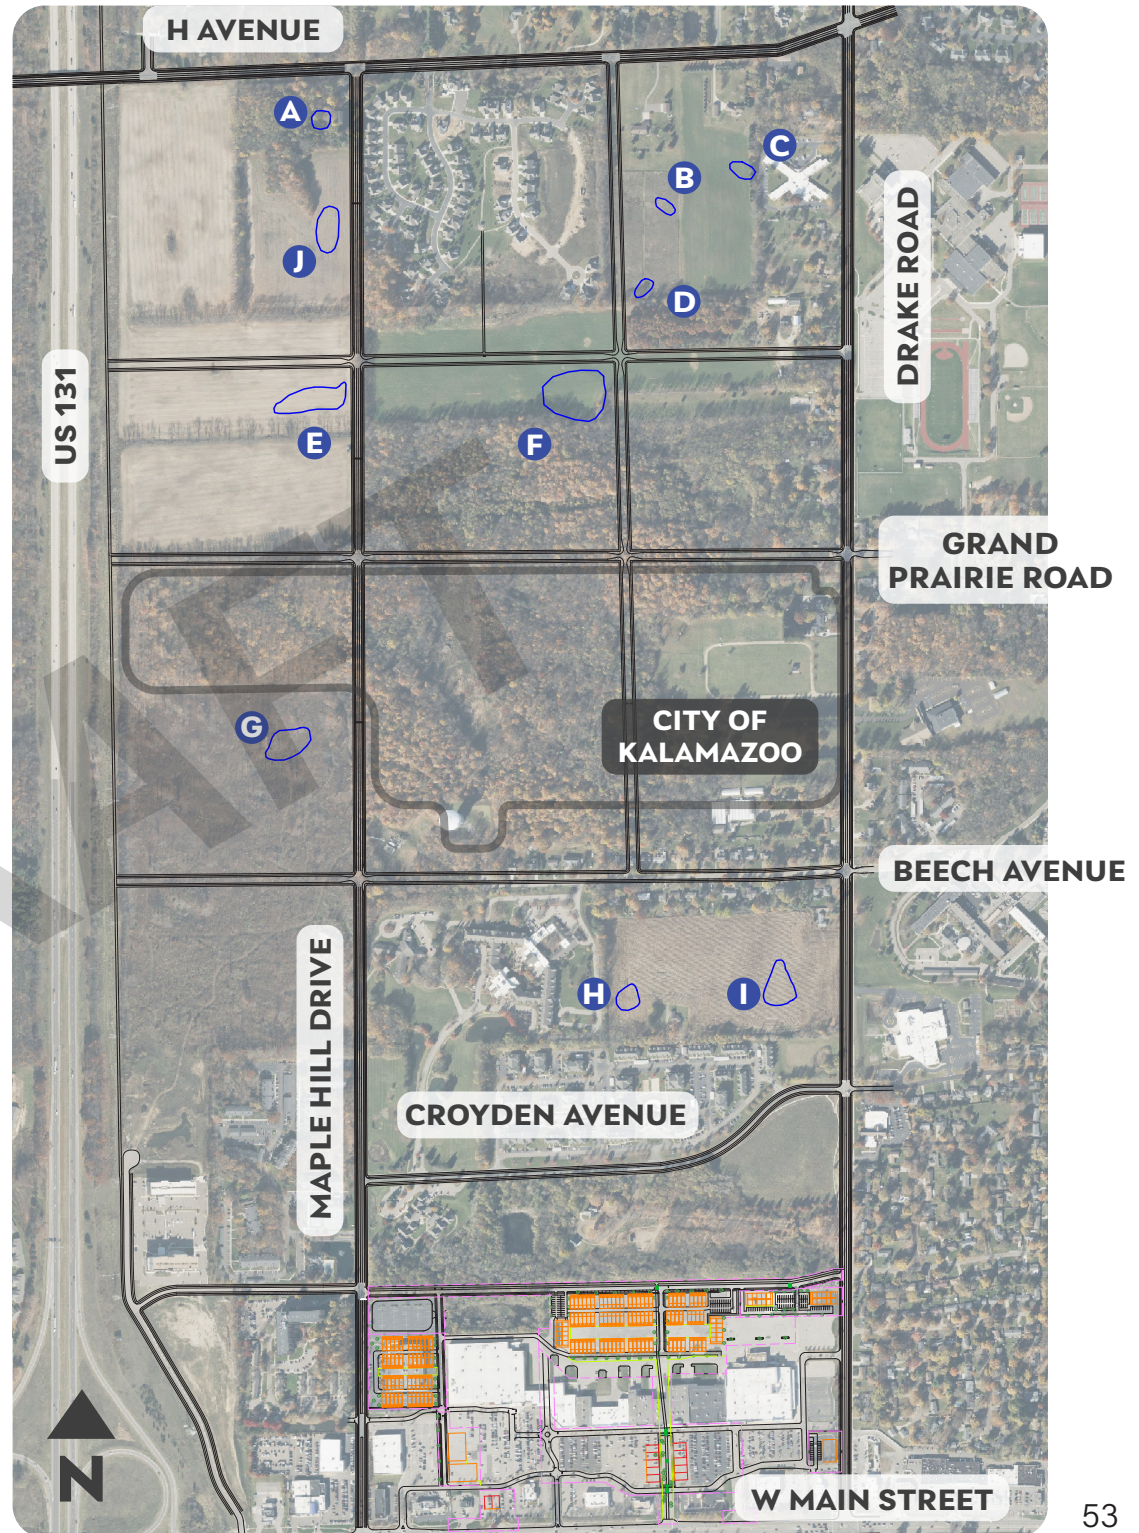 H AVENUE
A
C
B
J
D
DRAKE ROAD
US 131
E
F
GRAND
PRAIRIE ROAD
G
CITY OF
KALAMAZOO
BEECH AVENUE
MAPLE HILL DRIVE
H
I
CROYDEN AVENUE
N
W MAIN STREET
53